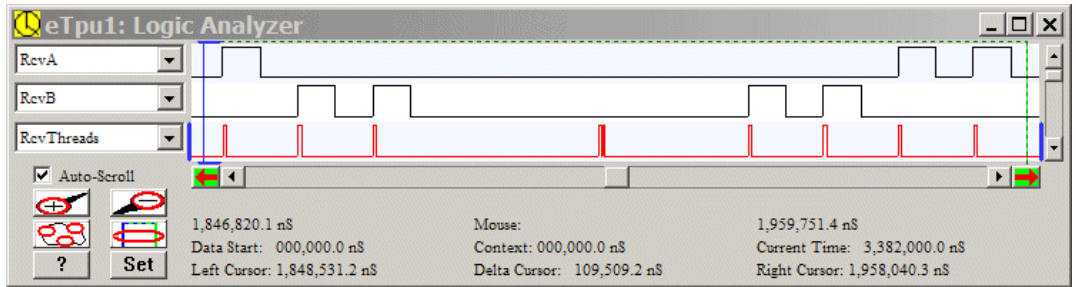 eTpu1: Logic Analyzer
RcvA
RcvB
RcvThreads
Auto-Scroll
? Set
1,846,820.1 nS Mouse: 1,959,751.4 nS
Data Start: 000,000.0 nS Context: 000,000.0 nS Current Time: 3,382,000.0 nS
Left Cursor: 1,848,531.2 nS Delta Cursor: 109,509.2 nS Right Cursor: 1,958,040.3 nS